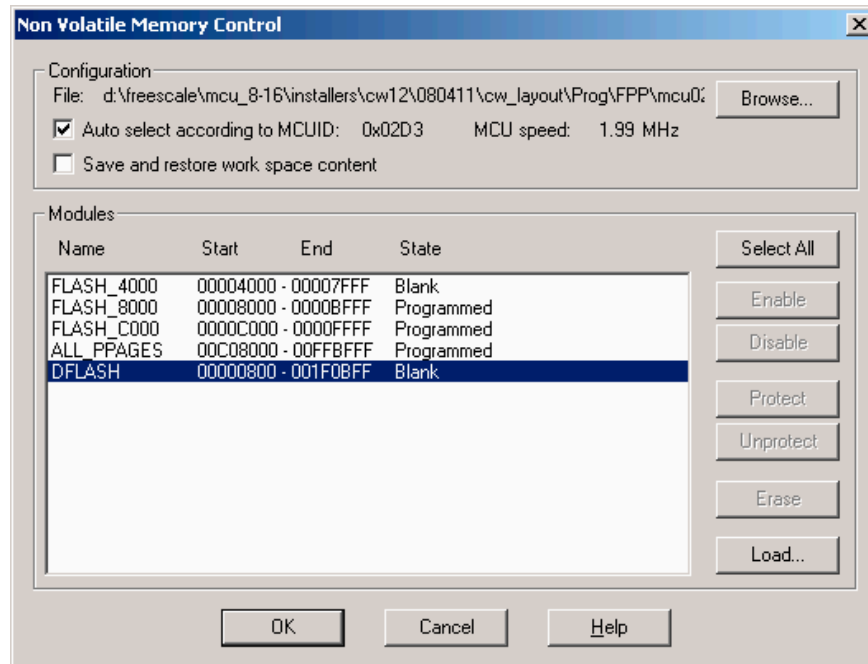 Non Volatile Memory Control
Configuration
File: d:\freescale\mcu_8-16\installers\cw12\080411\cw_layout\Prog\FPP\mcu02
Browse...
Auto select according to MCUID: 0x02D3 MCU speed: 1.99 MHz
Save and restore work space content
Modules
Name Start End State
Select All
FLASH_4000 00004000 - 00007FFF Blank
FLASH_8000 00008000 - 0000BFFF Programmed
FLASH_C000 0000C000 - 0000FFFF Programmed
ALL_PPAGES 00C08000 - 00FFBFFF Programmed
DFLASH 00000800 - 001F0BFF Blank
Enable
Disable
Protect
Unprotect
Erase
Load...
OK Cancel Help